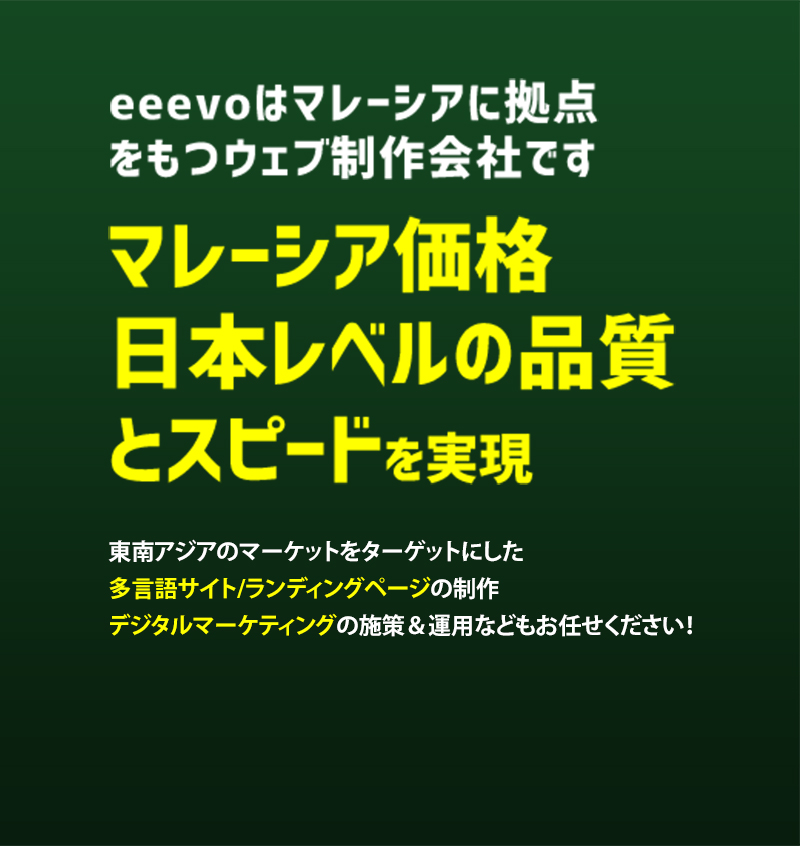 eeevoはマレーシアに拠点
をもつウェブ制作会社です
マレーシア価格
日本レベルの品質
とスピードを実現
東南アジアのマーケットをターゲットにした
多言語サイト/ランディングページの制作
デジタルマーケティングの施策＆運用などもお任せください！